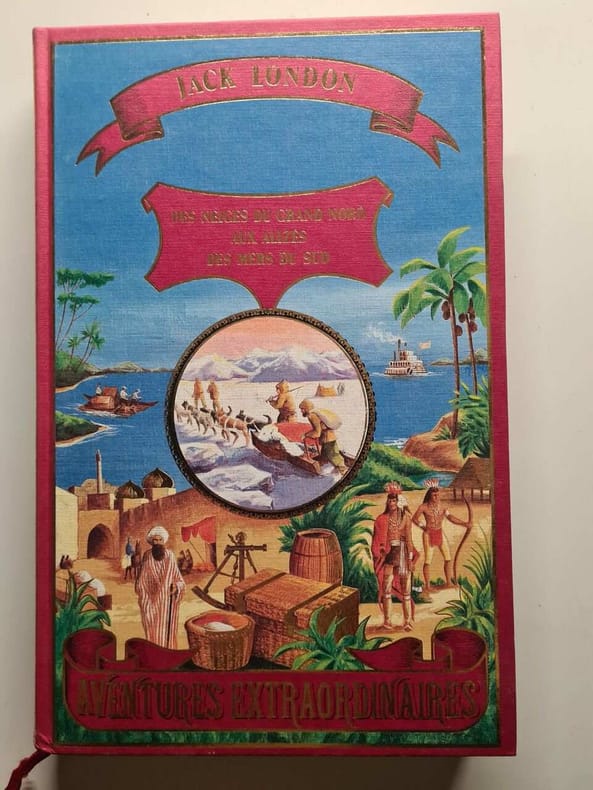 JACK LONDON
DES NEIGES DU GRAND NORD
AUX ALIZÉS
DES MERS DU SUD
AVENTURES EXTRAORDINAIRES